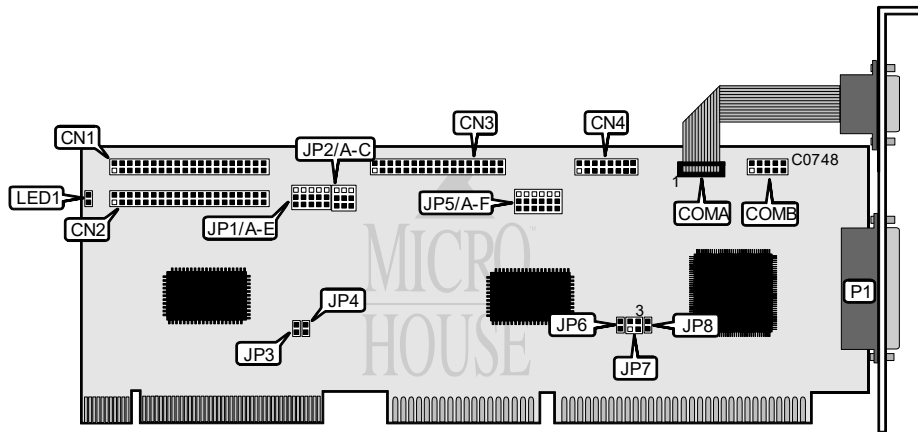 CN1
JP2/A-C
CN3
CN4
C0748
LED1
1
CN2
JP1/A-E
JP5/A-F
COMA
COMB
MICRO
HOUSE
P1
JP4
JP3
3
JP6
JP8
JP7